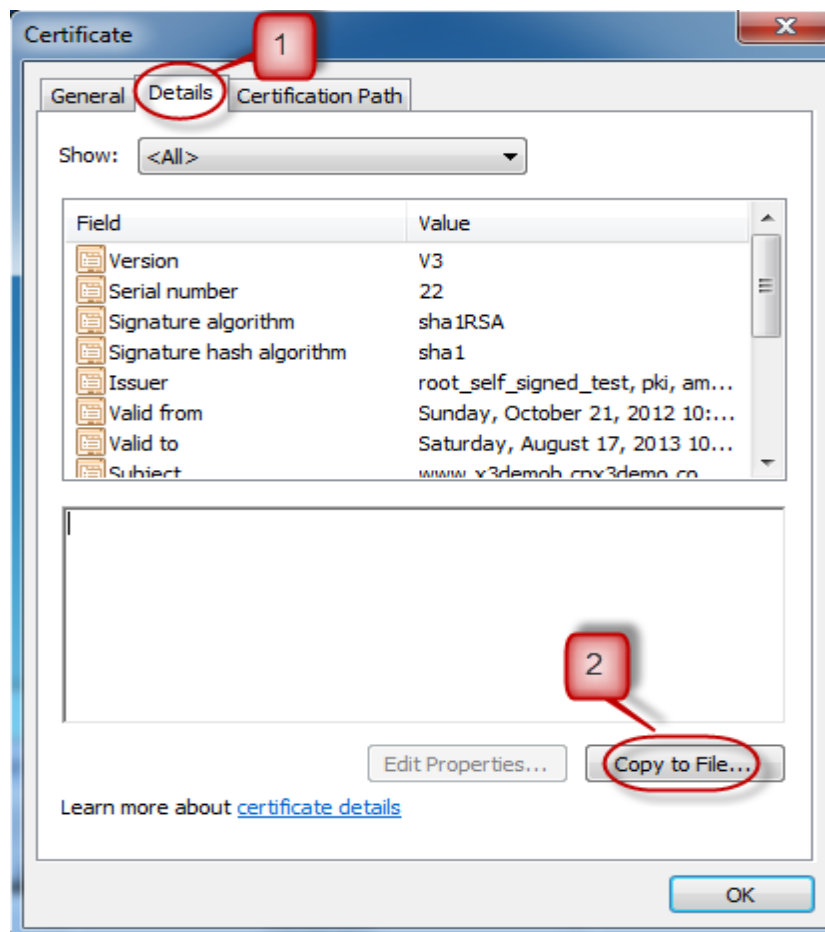 Certificate
1
General Details Certification Path
Show: <All>
Field Value
Version V3
Serial number 22
Signature algorithm sha1RSA
Signature hash algorithm sha1
Issuer root_self_signed_test, pki, am...
Valid from Sunday, October 21, 2012 10:...
Valid to Saturday, August 17, 2013 10...
Subject
2
Edit Properties... Copy to File...
Learn more about certificate details
OK